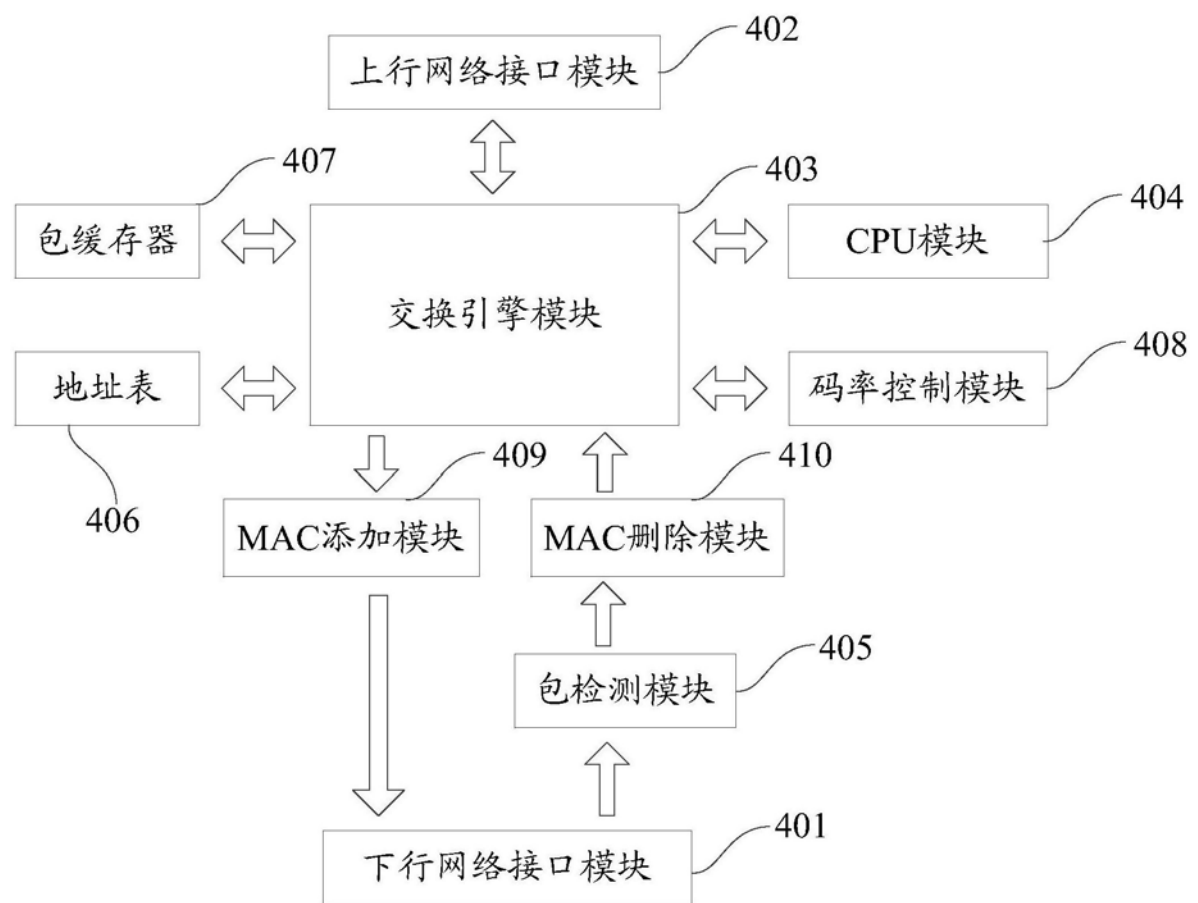 402
上行网络接口模块
407
403
404
包缓存器
CPU模块
交换引擎模块
408
地址表
码率控制模块
409
410
406
MAC添加模块
MAC删除模块
405
包检测模块
401
下行网络接口模块